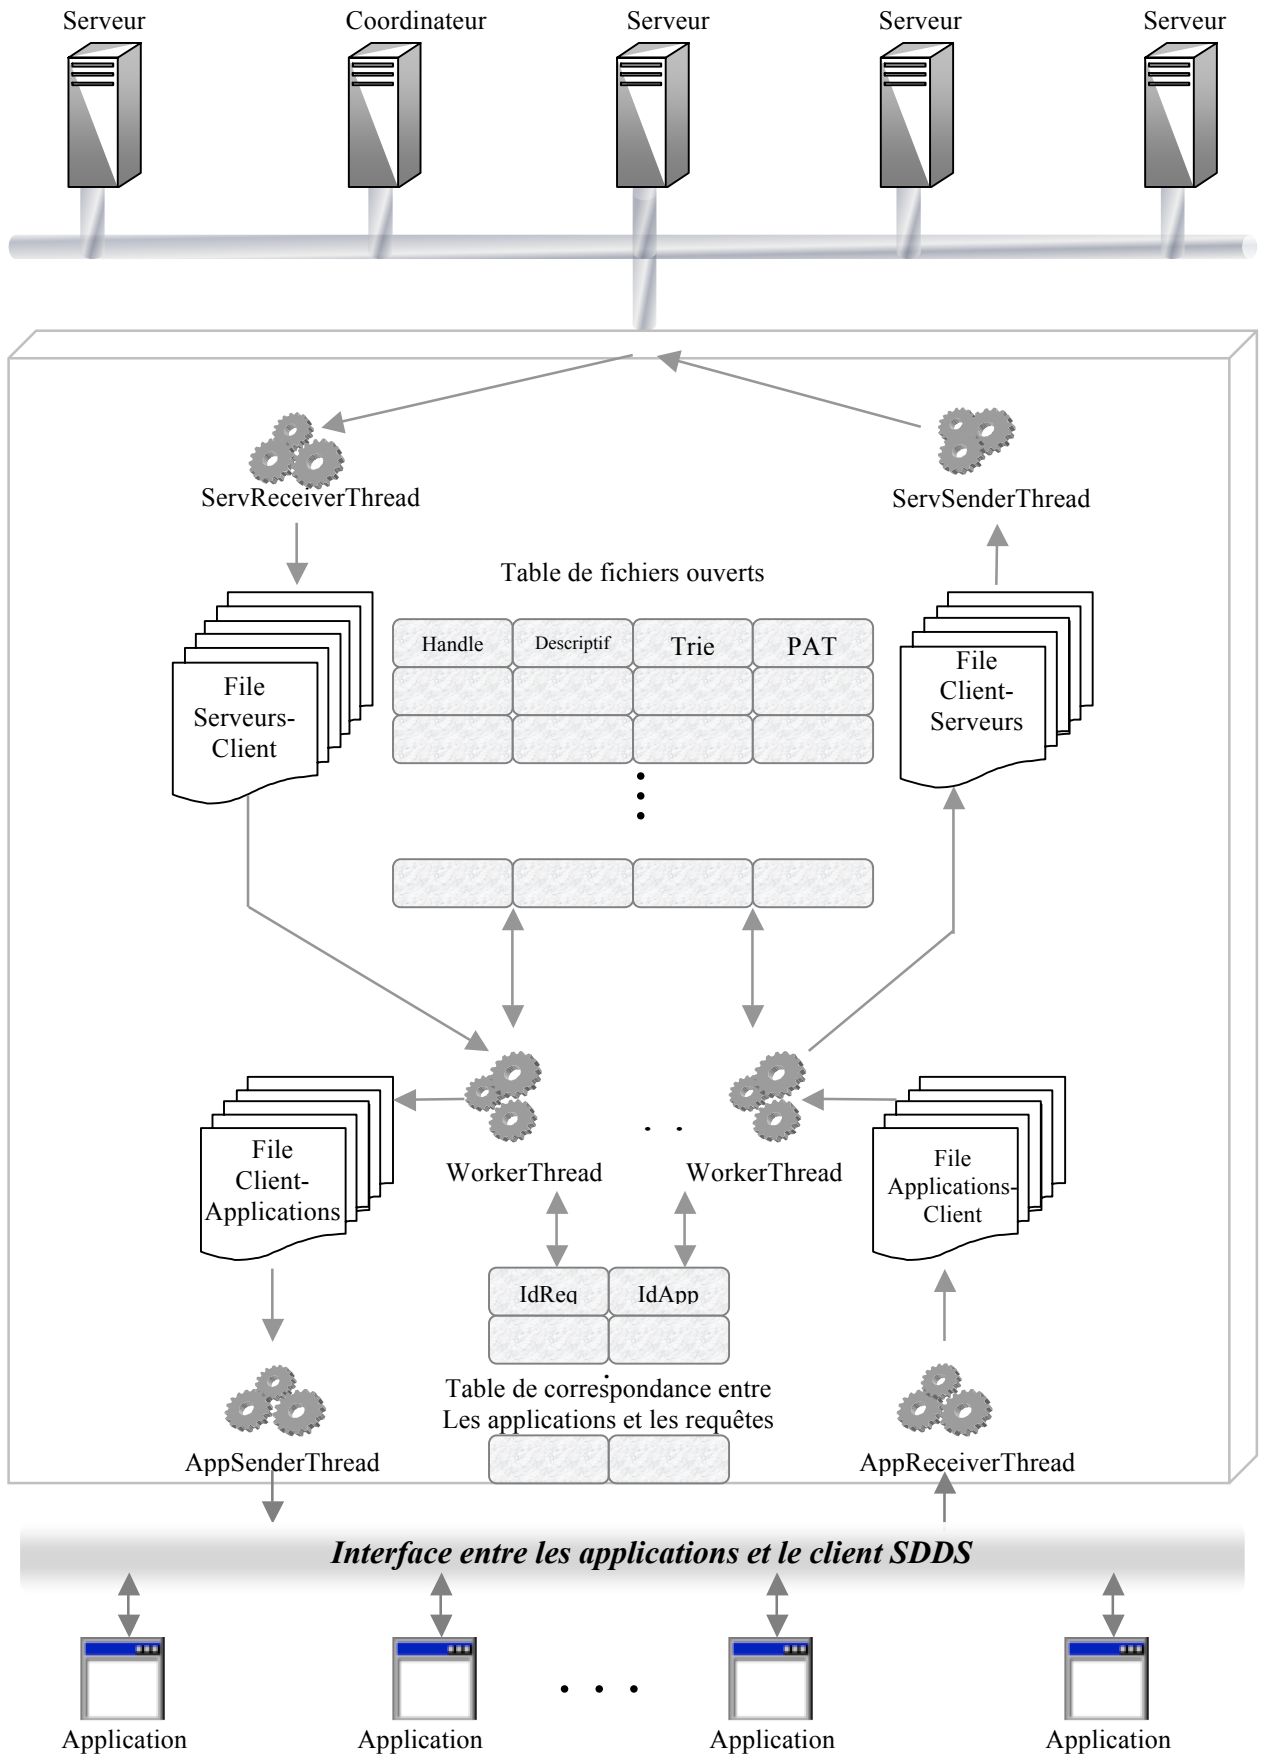 Serveur
Coordinateur
Serveur
Serveur
Serveur
ServReceiverThread
ServSenderThread
Table de fichiers ouverts
Handle
Descriptif
Trie
PAT
File
Serveurs-
Client
File
Client-
Serveurs
File
Client-
Applications
WorkerThread
. .
WorkerThread
File
Applications-
Client
IdReq
IdApp
Table de correspondance entre
Les applications et les requêtes
AppSenderThread
AppReceiverThread
Interface entre les applications et le client SDDS
. . .
Application
Application
Application
Application